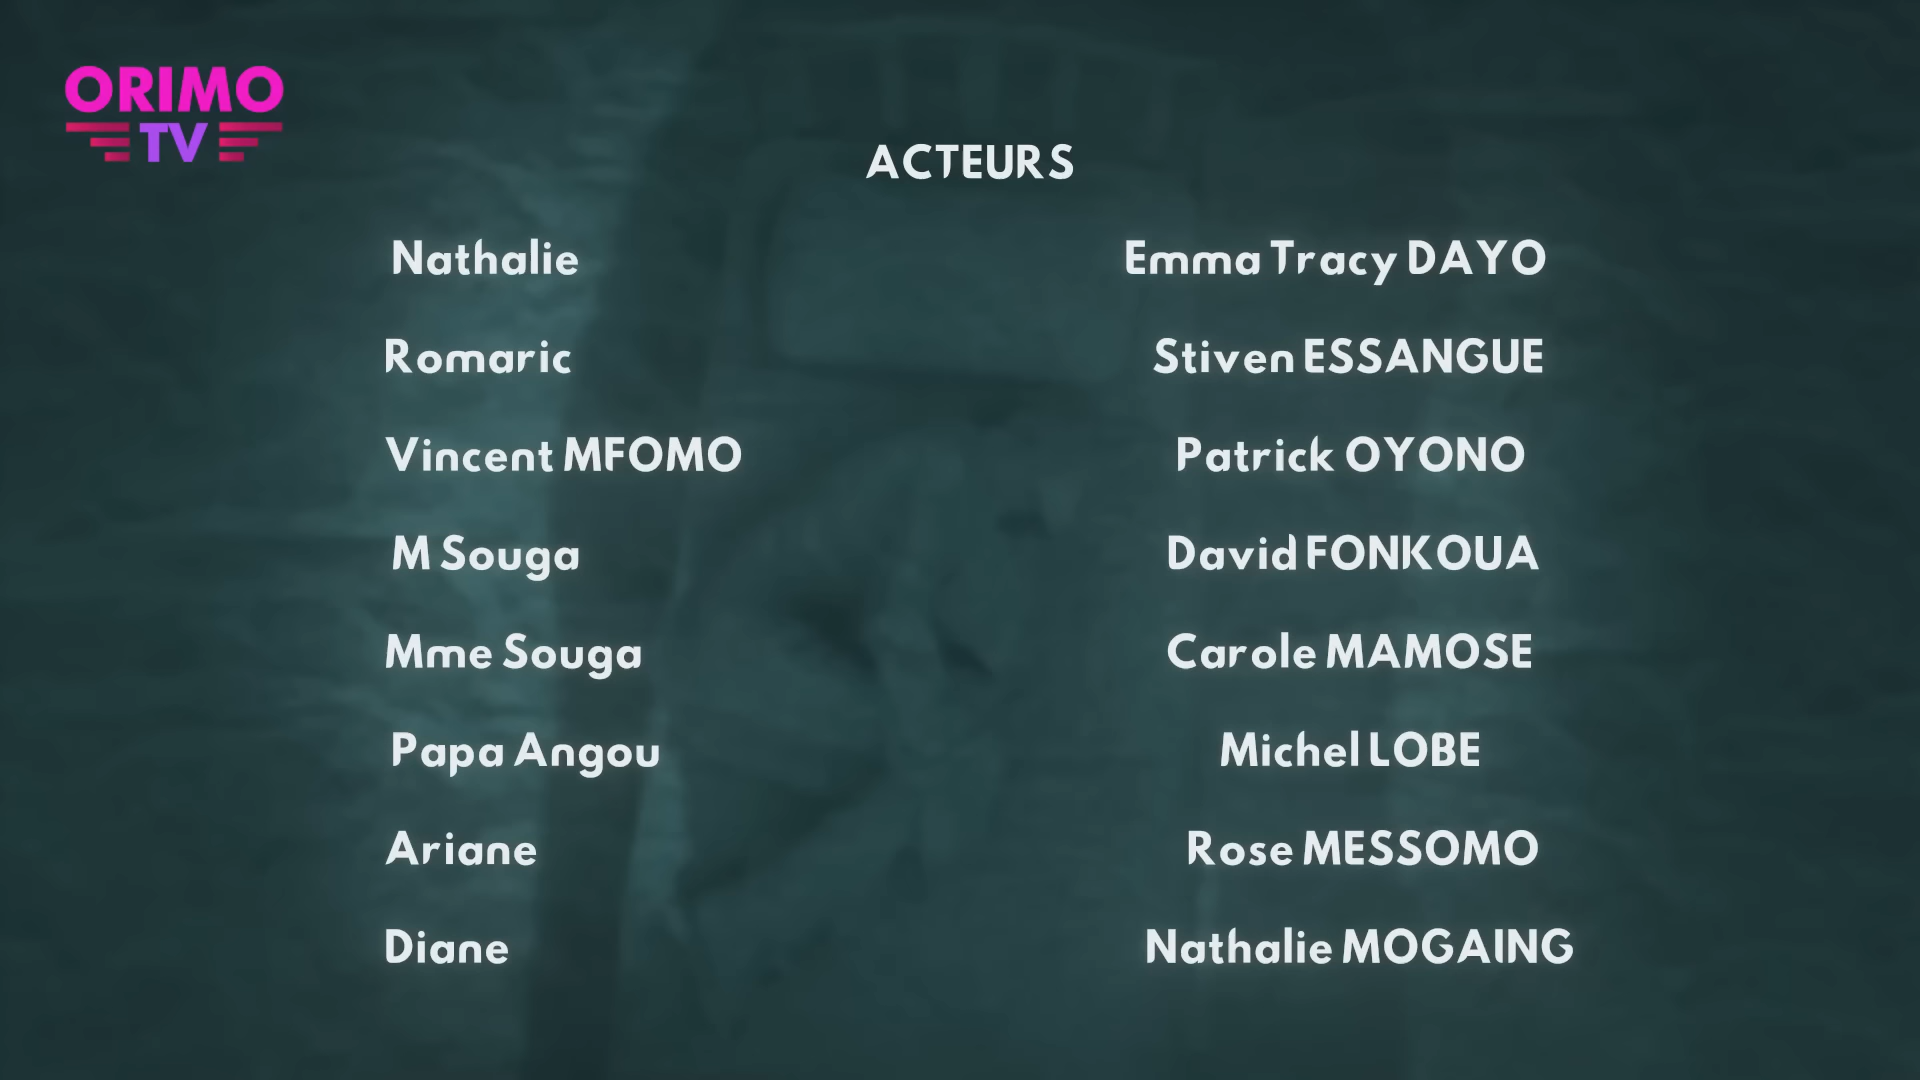 ORIMO
TV
ACTEURS
Nathalie Emma Tracy DAYO
Romaric Stiven ESSANGUE
Vincent MFOMO Patrick OYONO
M Souga David FONKOUA
Mme Souga Carole MAMOSE
Papa Angou Michel LOBE
Ariane Rose MESSOMO
Diane Nathalie MOGAING